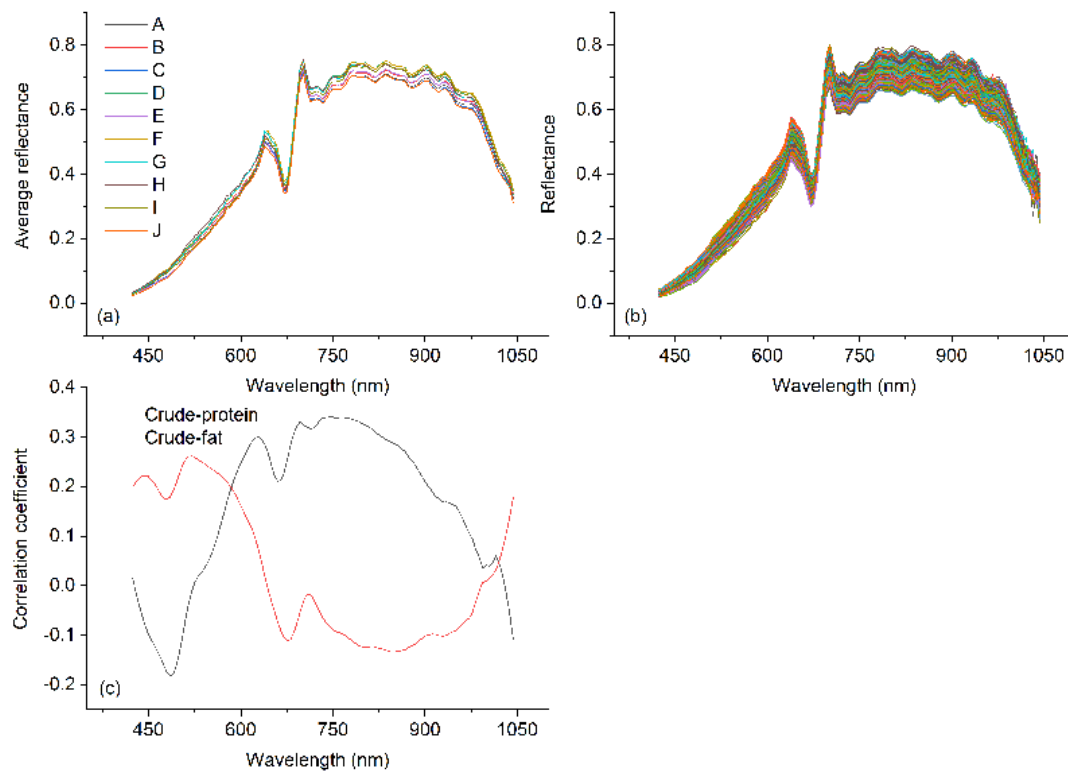 A
B
C
D
E
F
G
H
I
J
0.8
0.6
0.4
0.2
0.0
Average reflectance
(a)
450 600 750 900 1050
Wavelength (nm)
0.8
0.6
0.4
0.2
0.0
Reflectance
(b)
450 600 750 900 1050
Wavelength (nm)
0.4
0.3
0.2
0.1
0.0
-0.1
-0.2
Correlation coefficient
Crude-protein
Crude-fat
(c)
450 600 750 900 1050
Wavelength (nm)